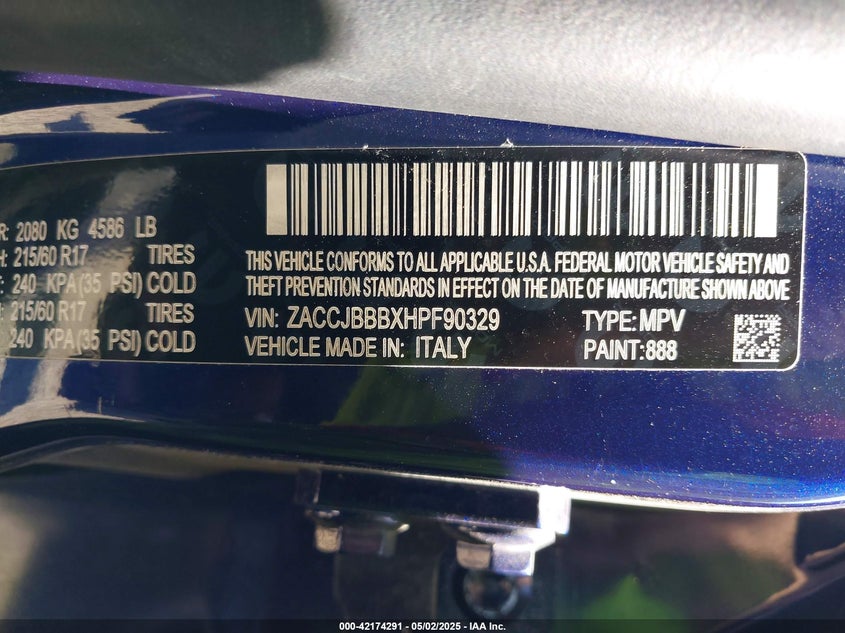 R: 2080 KG 4586 LB
H: 215/60 R17 TIRES
240 KPA(35 PSI) COLD
215/60 R17 TIRES
240 KPA(35 PSI) COLD
THIS VEHICLE CONFORMS TO ALL APPLICABLE U.S.A. FEDERAL MOTOR VEHICLE SAFETY AND
THEFT PREVENTION STANDARDS IN EFFECT ON THE DATE OF MANUFACTURE SHOWN ABOVE
VIN: ZACCJBBBXHPF90329 TYPE:MPV
VEHICLE MADE IN: ITALY PAINT:888
000-42174291 - 05/02/2025 - IAA Inc.